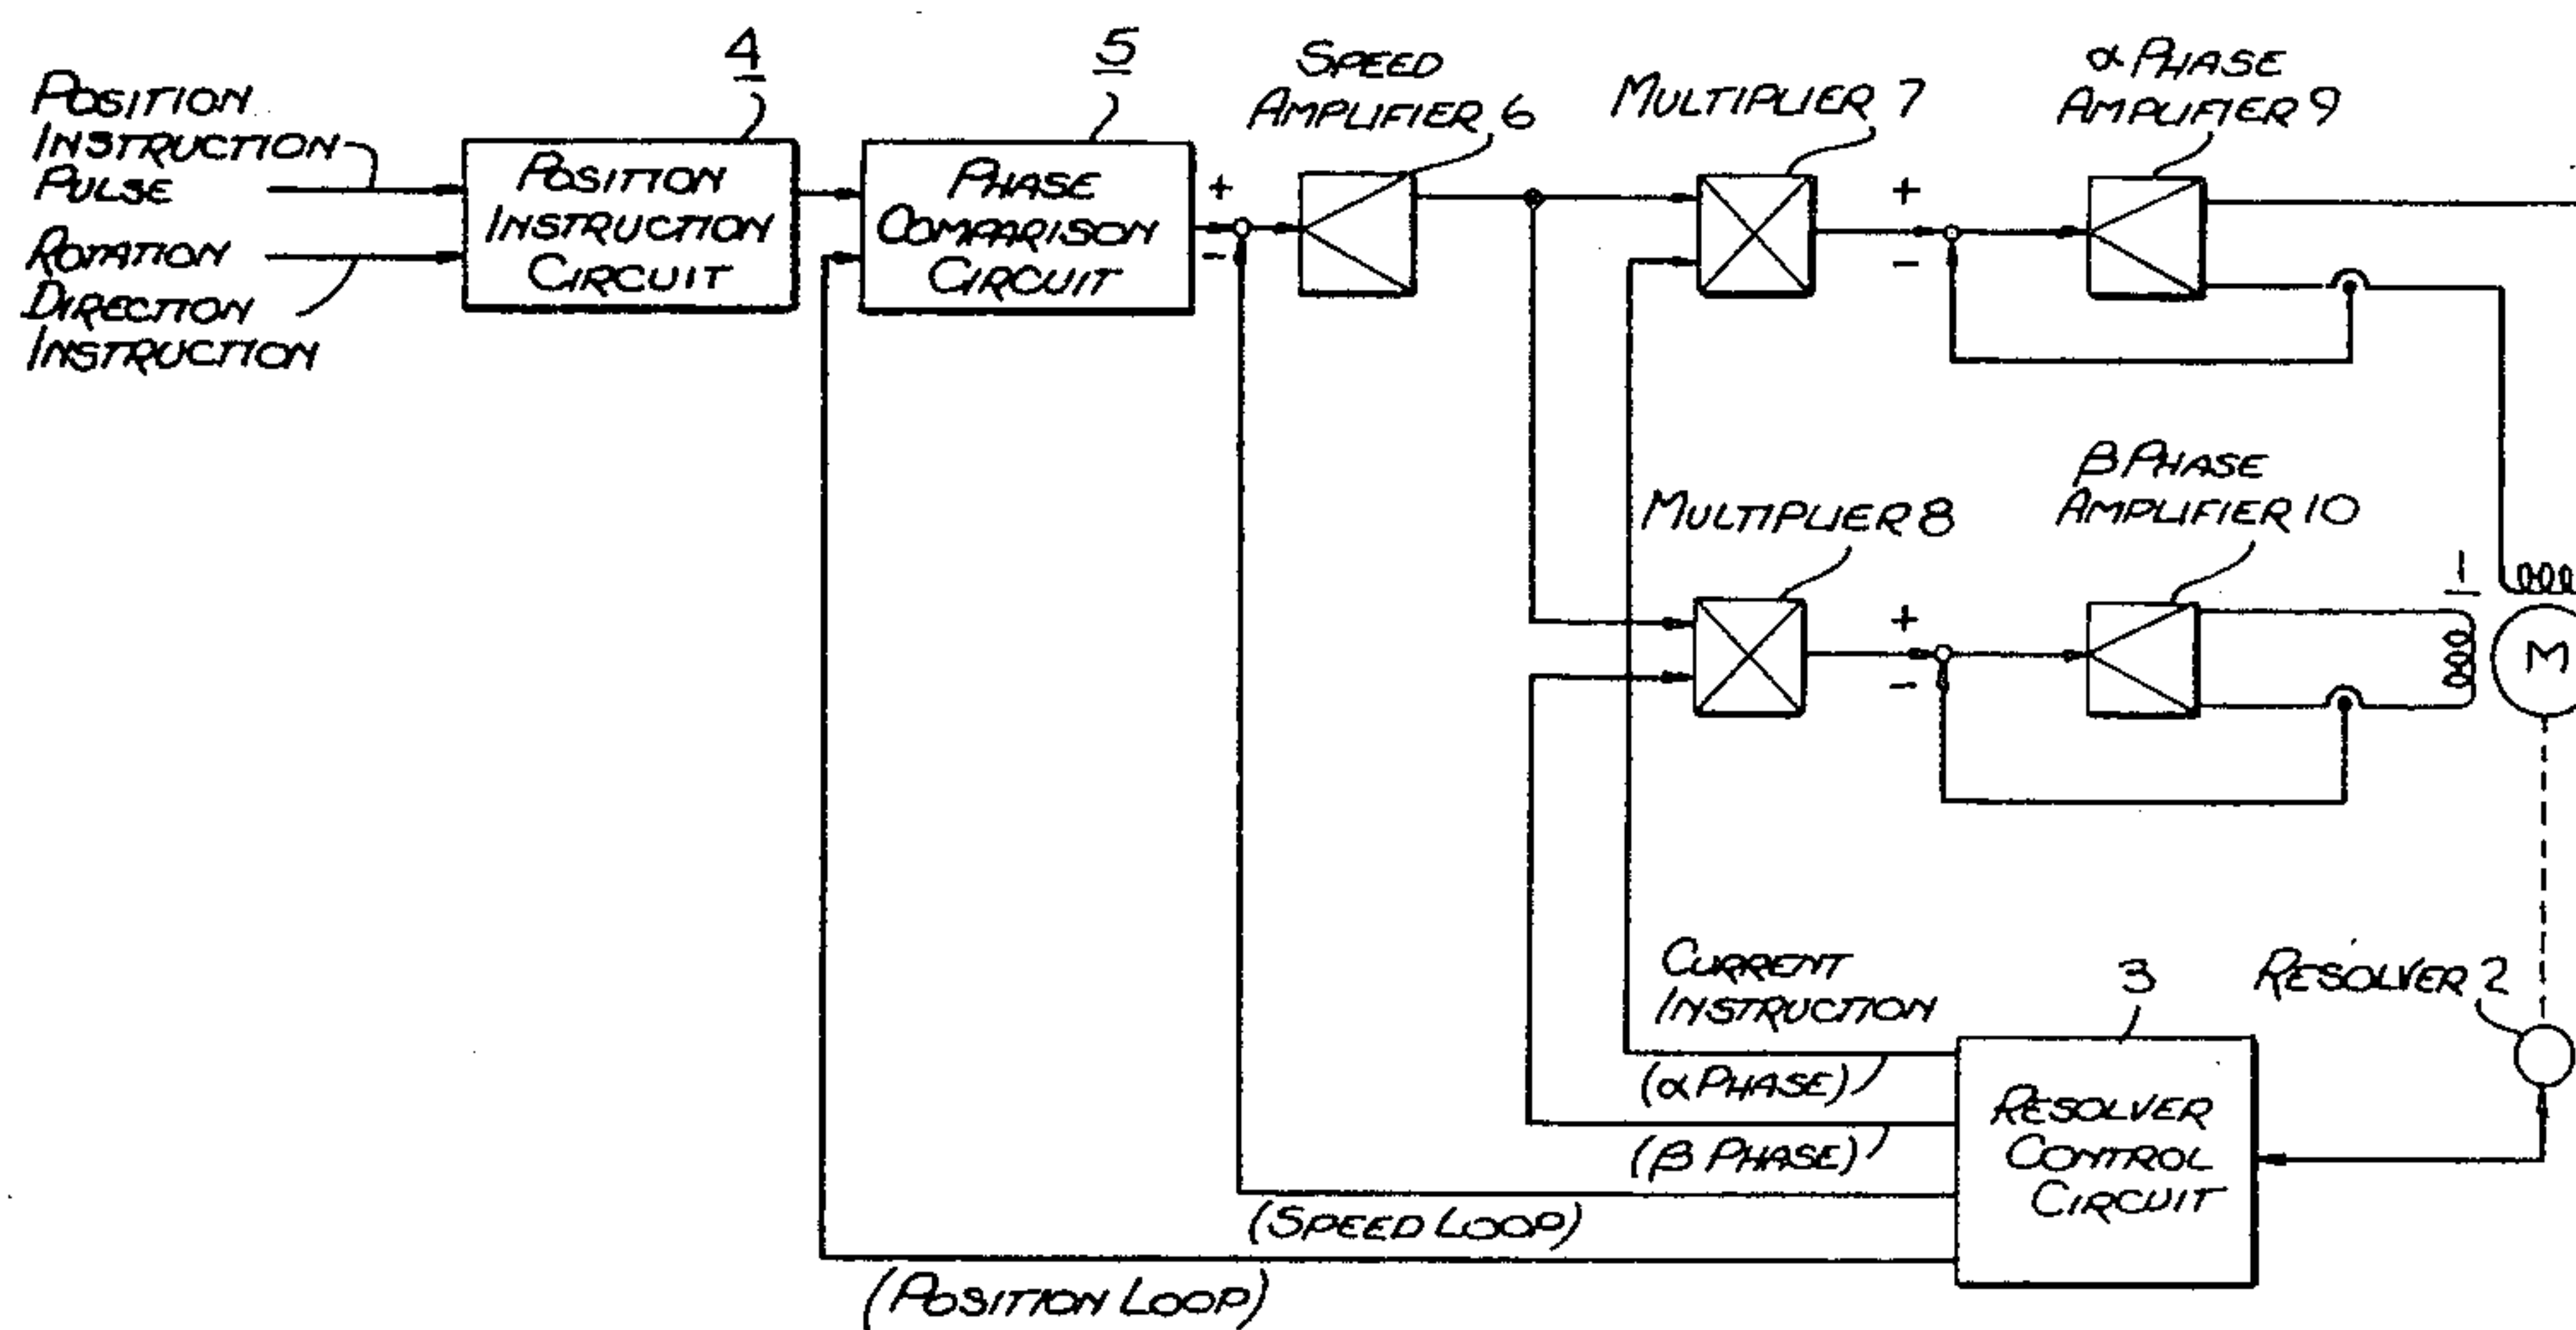 4
5
SPEED
AMPLIFIER 6
MULTIPLIER 7
α PHASE
AMPLIFIER 9
POSITION
INSTRUCTION
PULSE
ROTATION
DIRECTION
INSTRUCTION
POSITION
INSTRUCTION
CIRCUIT
PHASE
COMPARISON
CIRCUIT
+
-
+
-
MULTIPLIER 8
β PHASE
AMPLIFIER 10
+
-
1
M
CURRENT
INSTRUCTION
3
RESOLVER 2
(α PHASE)
(β PHASE)
(SPEED LOOP)
(POSITION LOOP)
RESOLVER
CONTROL
CIRCUIT